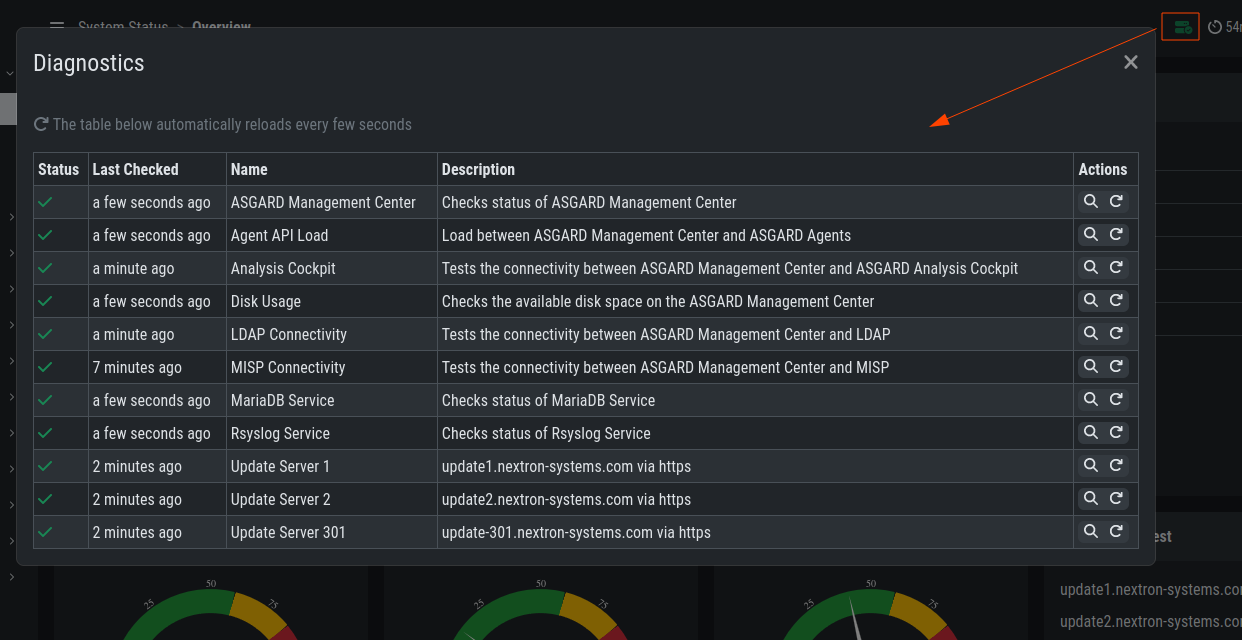 System Status > Overview
54m
Diagnostics
The table below automatically reloads every few seconds
Status Last Checked Name Description Actions
a few seconds ago ASGARD Management Center Checks status of ASGARD Management Center
a few seconds ago Agent API Load Load between ASGARD Management Center and ASGARD Agents
a minute ago Analysis Cockpit Tests the connectivity between ASGARD Management Center and ASGARD Analysis Cockpit
a few seconds ago Disk Usage Checks the available disk space on the ASGARD Management Center
a minute ago LDAP Connectivity Tests the connectivity between ASGARD Management Center and LDAP
7 minutes ago MISP Connectivity Tests the connectivity between ASGARD Management Center and MISP
a few seconds ago MariaDB Service Checks status of MariaDB Service
a few seconds ago Rsyslog Service Checks status of Rsyslog Service
2 minutes ago Update Server 1 update1.nextron-systems.com via https
2 minutes ago Update Server 2 update2.nextron-systems.com via https
2 minutes ago Update Server 301 update-301.nextron-systems.com via https
est
25 50 75 25 50 75 25 50 75
update1.nextron-systems.co
update2.nextron-systems.co